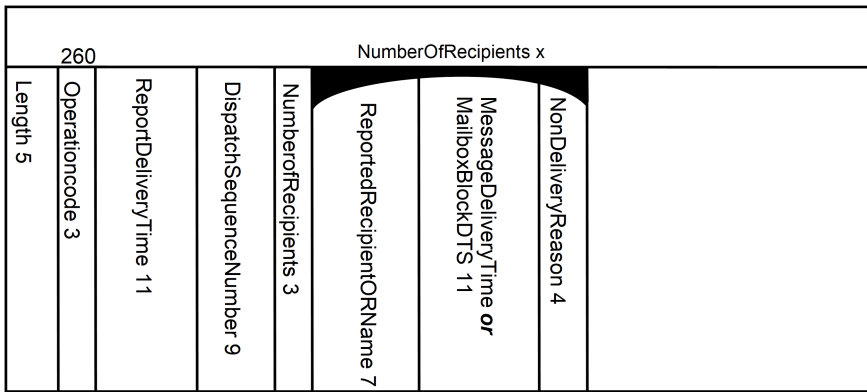 260
NumberOfRecipients x
Length 5
Operationcode 3
ReportDeliveryTime 11
DispatchSequenceNumber 9
NumberofRecipients 3
ReportedRecipientORName 7
MessageDeliveryTime or
MailboxBlockDTS 11
NonDeliveryReason 4